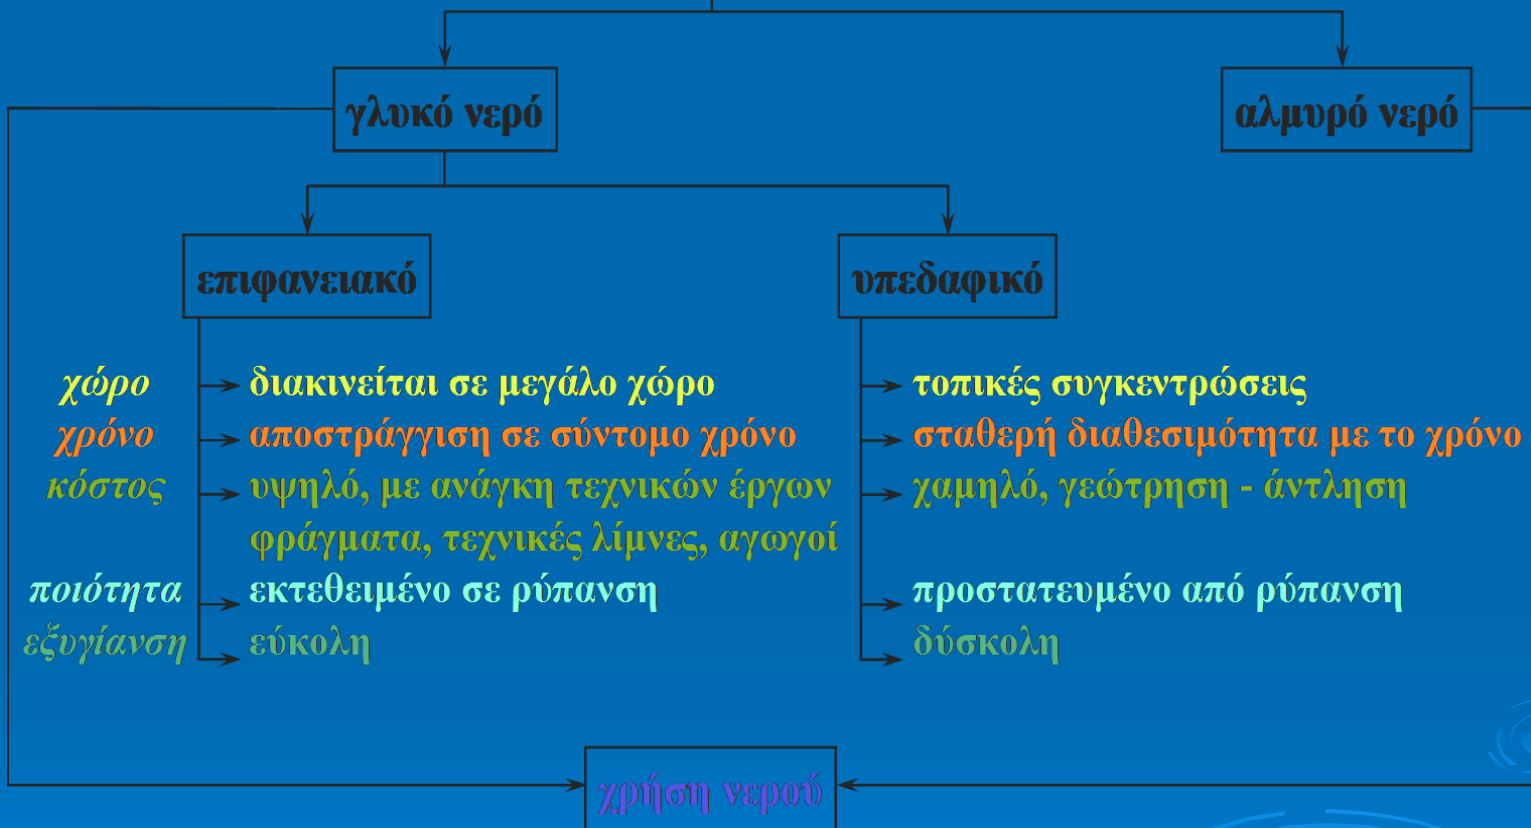 γλυκό νερό αλμυρό νερό
επιφανειακό υπεδαφικό
χώρο διακινείται σε μεγάλο χώρο τοπικές συγκεντρώσεις
χρόνο αποστράγγιση σε σύντομο χρόνο σταθερή διαθεσιμότητα με το χρόνο
κόστος υψηλό, με ανάγκη τεχνικών έργων χαμηλό, γεώτρηση - άντληση
φράγματα, τεχνικές λίμνες, αγωγοί
ποιότητα εκτεθειμένο σε ρύπανση προστατευμένο από ρύπανση
εξυγίανση εύκολη δύσκολη
χρήση νερού